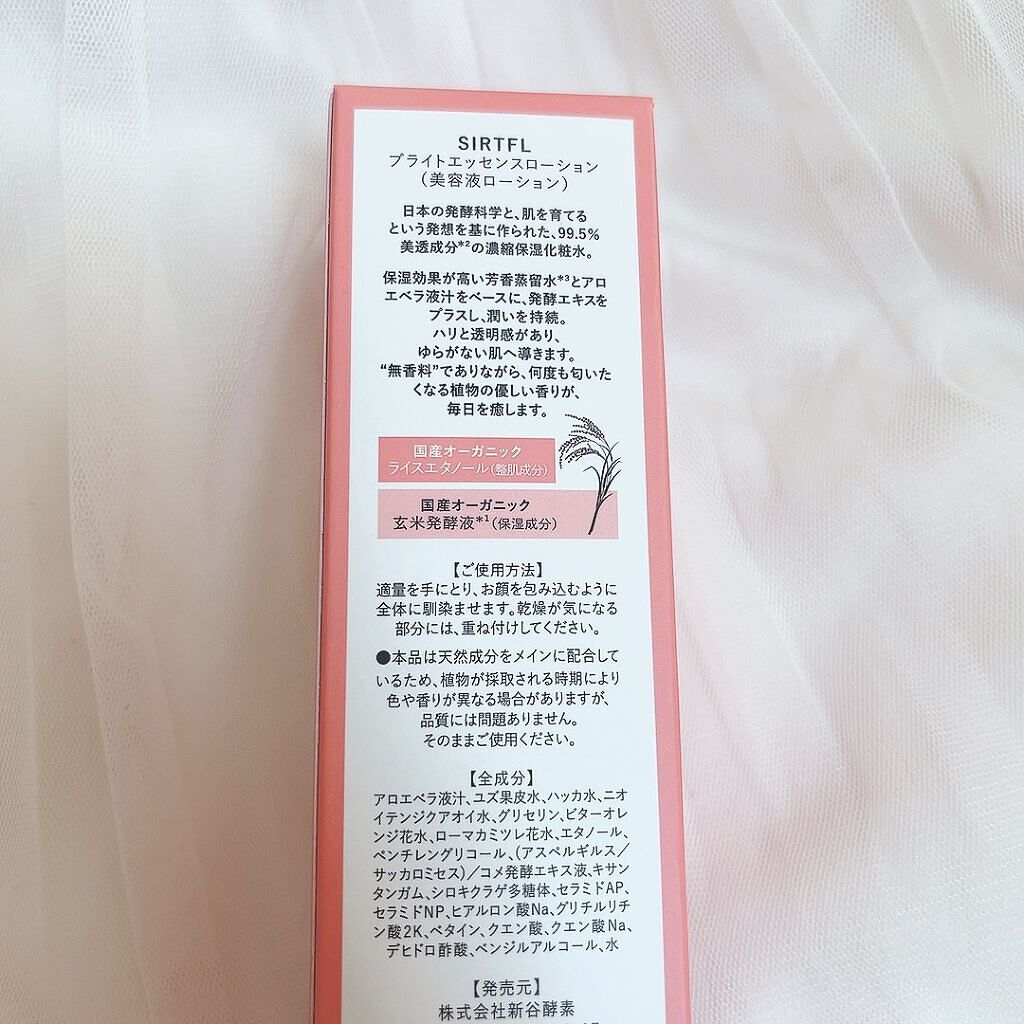 SIRTFL
ブライトエッセンスローション
（美容液ローション）
日本の発酵科学と、肌を育てる
という発想を基に作られた、99.5%
美透成分*2の濃縮保湿化粧水。
保湿効果が高い芳香蒸留水*3とアロ
エベラ液汁をベースに、発酵エキスを
プラスし、潤いを持続。
ハリと透明感があり、
ゆらがない肌へ導きます。
“無香料”でありながら、何度も匂いた
くなる植物の優しい香りが、
毎日を癒します。
国産オーガニック
ライスエタノール（整肌成分）
国産オーガニック
玄米発酵液*1（保湿成分）
【ご使用方法】
適量を手にとり、お顔を包み込むように
全体に馴染ませます。乾燥が気になる
部分には、重ね付けしてください。
●本品は天然成分をメインに配合して
いるため、植物が採取される時期により
色や香りが異なる場合がありますが、
品質には問題ありません。
そのままご使用ください。
【全成分】
アロエベラ液汁、ユズ果皮水、ハッカ水、ニオ
イテンジクアオイ水、グリセリン、ビターオレ
ンジ花水、ローマカミツレ花水、エタノール、
ペンチレングリコール、（アスペルギルス／
サッカロミセス）／コメ発酵エキス液、キサン
タンガム、シロキクラゲ多糖体、セラミドAP、
セラミドNP、ヒアルロン酸Na、グリチルリチ
ン酸2K、ベタイン、クエン酸、クエン酸Na、
デヒドロ酢酸、ベンジルアルコール、水
【発売元】
株式会社新谷酵素